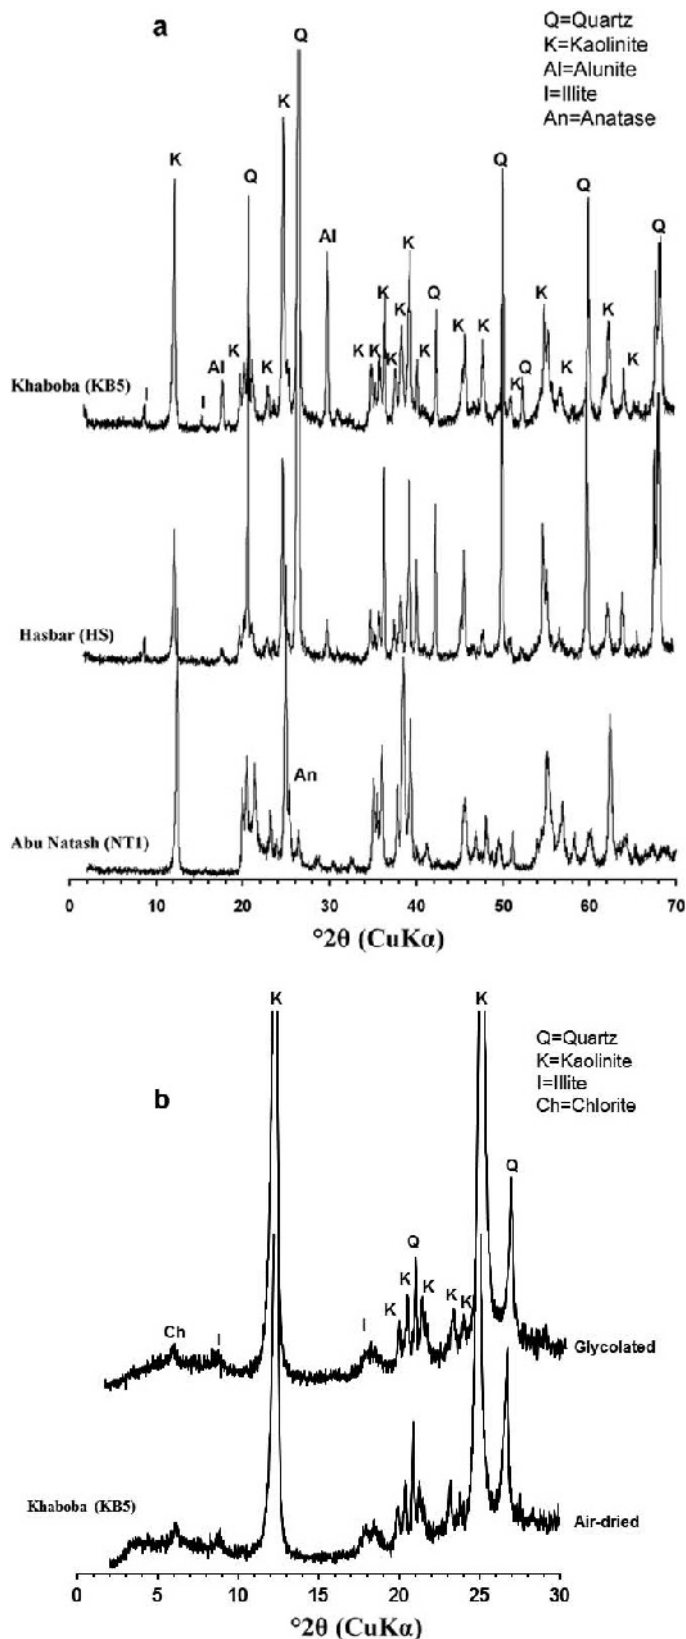 a
Q=Quartz
K=Kaolinite
Al=Alunite
I=Illite
An=Anatase
Q
K
K
Q
Q
Q
Al
K
Q
K
K
Q
K
K
K
K
I
I
Al
K
K
K
K
K
K
K
Q
K
K
Khaboba (KB5)
Hasbar (HS)
An
Abu Natash (NT1)
0 10 20 30 40 50 60 70
°2θ (CuKα)
K
K
Q=Quartz
K=Kaolinite
I=Illite
Ch=Chlorite
b
Q
Q
K
K
K
K
K
Ch
I
I
Glycolated
Khaboba (KB5)
Air-dried
0 5 10 15 20 25 30
°2θ (CuKα)